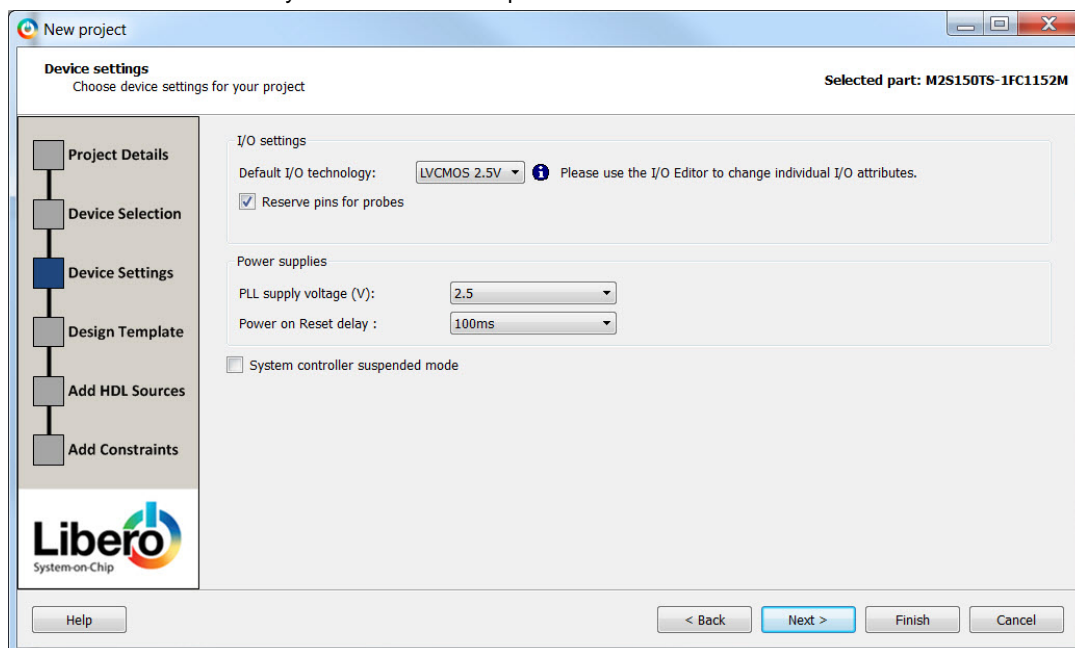 New project
Device settings
Choose device settings for your project
Selected part: M2S150TS-1FC1152M
Project Details
Device Selection
Device Settings
Design Template
Add HDL Sources
Add Constraints
Libero
System-on-Chip
I/O settings
Default I/O technology: LVCMOS 2.5V Please use the I/O Editor to change individual I/O attributes.
Reserve pins for probes
Power supplies
PLL supply voltage (V): 2.5
Power on Reset delay : 100ms
System controller suspended mode
Help < Back Next > Finish Cancel